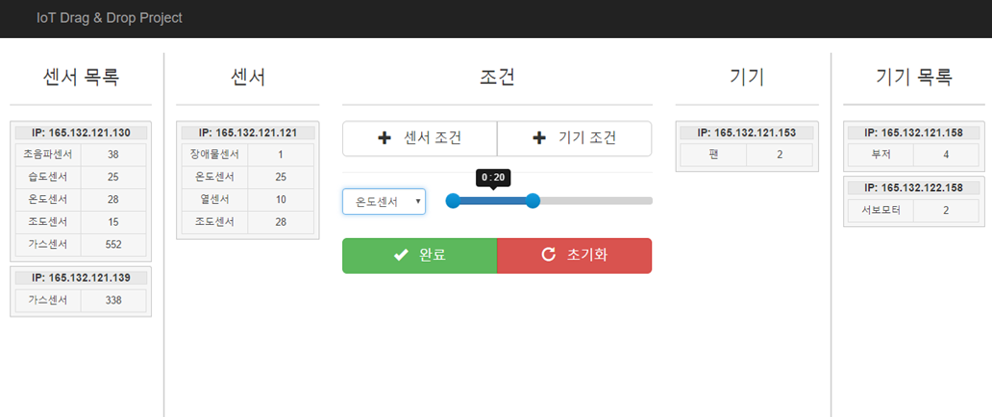 IoT Drag & Drop Project
센서 목록
IP: 165.132.121.130
초음파센서 38
습도센서 25
온도센서 28
조도센서 15
가스센서 552
IP: 165.132.121.139
가스센서 338
센서
IP: 165.132.121.121
장애물센서 1
온도센서 25
열센서 10
조도센서 28
조건
센서 조건 기기 조건
0 : 20
온도센서
완료 초기화
기기
IP: 165.132.121.153
팬 2
기기 목록
IP: 165.132.121.158
부저 4
IP: 165.132.122.158
서보모터 2